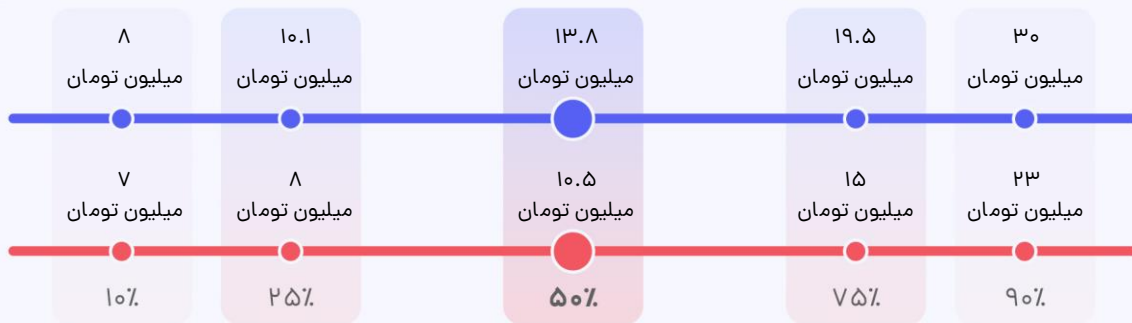 ۸ ۱۰.۱ ۱۳.۸ ۱۹.۵ ۳۰
میلیون تومان میلیون تومان میلیون تومان میلیون تومان میلیون تومان
۷ ۸ ۱۰.۵ ۱۵ ۲۳
میلیون تومان میلیون تومان میلیون تومان میلیون تومان میلیون تومان
۱۰٪ ۲۵٪ ۵۰٪ ۷۵٪ ۹۰٪